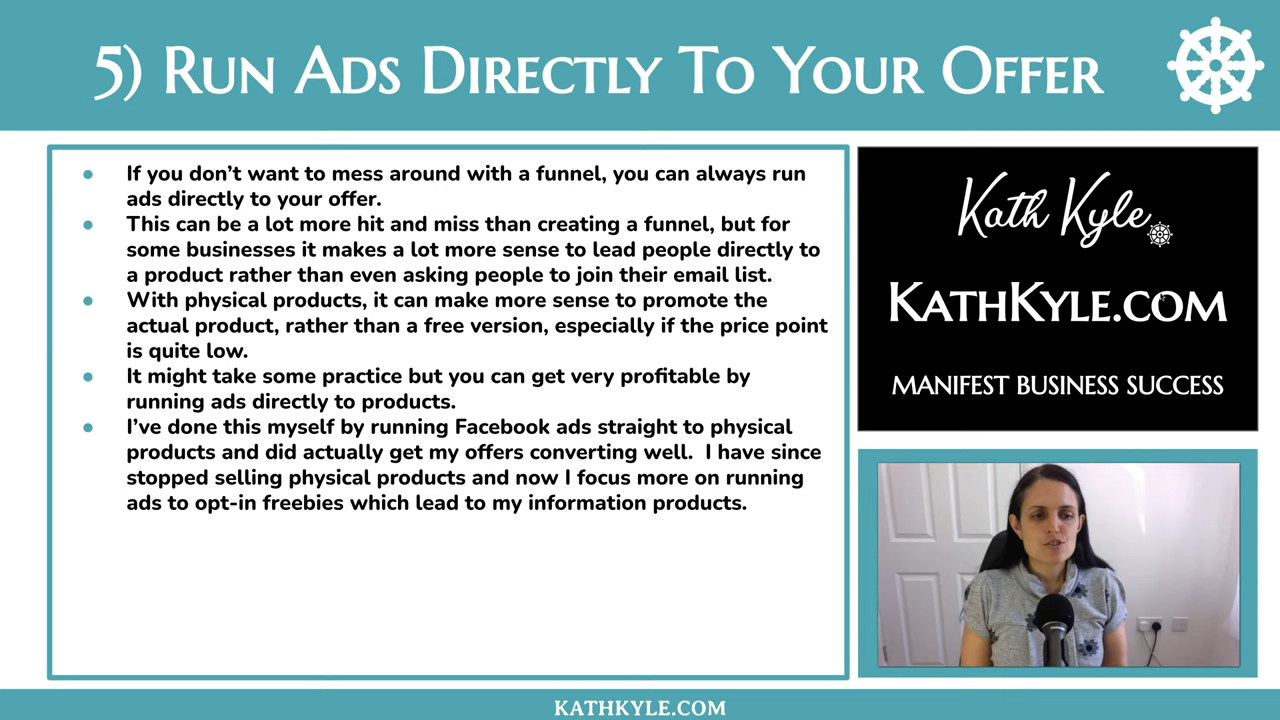 5) Run Ads Directly To Your Offer
● If you don’t want to mess around with a funnel, you can always run
ads directly to your offer.
● This can be a lot more hit and miss than creating a funnel, but for
some businesses it makes a lot more sense to lead people directly to
a product rather than even asking people to join their email list.
● With physical products, it can make more sense to promote the
actual product, rather than a free version, especially if the price point
is quite low.
● It might take some practice but you can get very profitable by
running ads directly to products.
● I’ve done this myself by running Facebook ads straight to physical
products and did actually get my offers converting well.  I have since
stopped selling physical products and now I focus more on running
ads to opt-in freebies which lead to my information products.
Kath Kyle
KathKyle.com
MANIFEST BUSINESS SUCCESS
KATHKYLE.COM